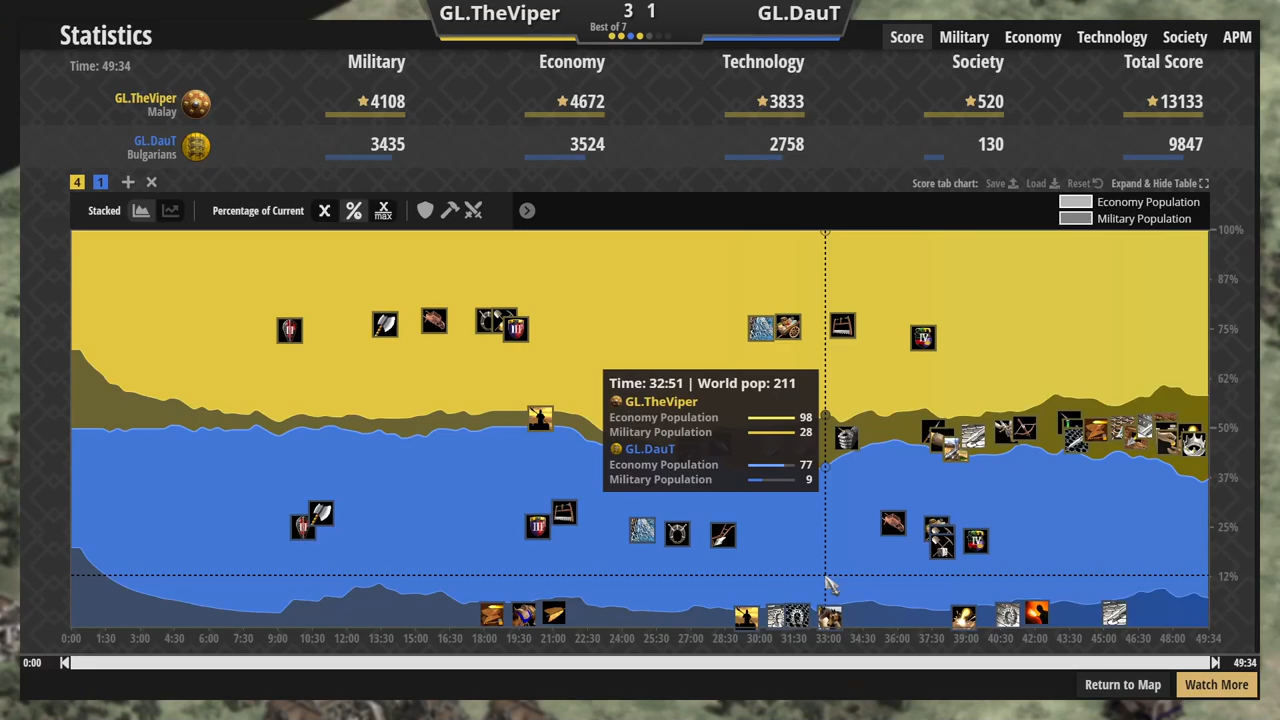 GL.TheViper 3 1 GL.DauT
Best of 7
Statistics
Score Military Economy Technology Society APM
Time: 49:34
Military Economy Technology Society Total Score
GL.TheViper
Malay
4108 4672 3833 520 13133
GL.DauT
Bulgarians
3435 3524 2758 130 9847
4 1
Score tab chart: Save Load Reset Expand & Hide Table
Stacked Percentage of Current X % X max
Economy Population
Military Population
100%
87%
75%
62%
50%
37%
25%
12%
II III IV
Time: 32:51 | World pop: 211
GL.TheViper
Economy Population 98
Military Population 28
GL.DauT
Economy Population 77
Military Population 9
II III IV
0:00 1:30 3:00 4:30 6:00 7:30 9:00 10:30 12:00 13:30 15:00 16:30 18:00 19:30 21:00 22:30 24:00 25:30 27:00 28:30 30:00 31:30 33:00 34:30 36:00 37:30 39:00 40:30 42:00 43:30 45:00 46:30 48:00 49:34
0:00 49:34
Return to Map Watch More